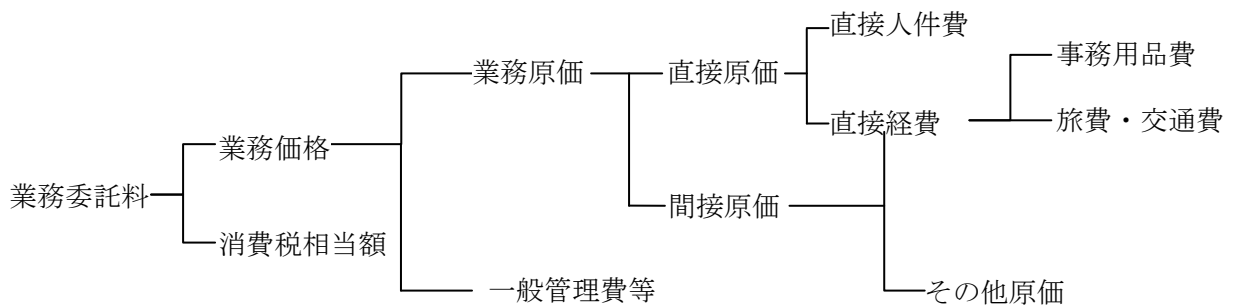 直接人件費
事務用品費
業務原価
直接原価
直接経費
旅費・交通費
業務価格
業務委託料
間接原価
消費税相当額
一般管理費等
その他原価